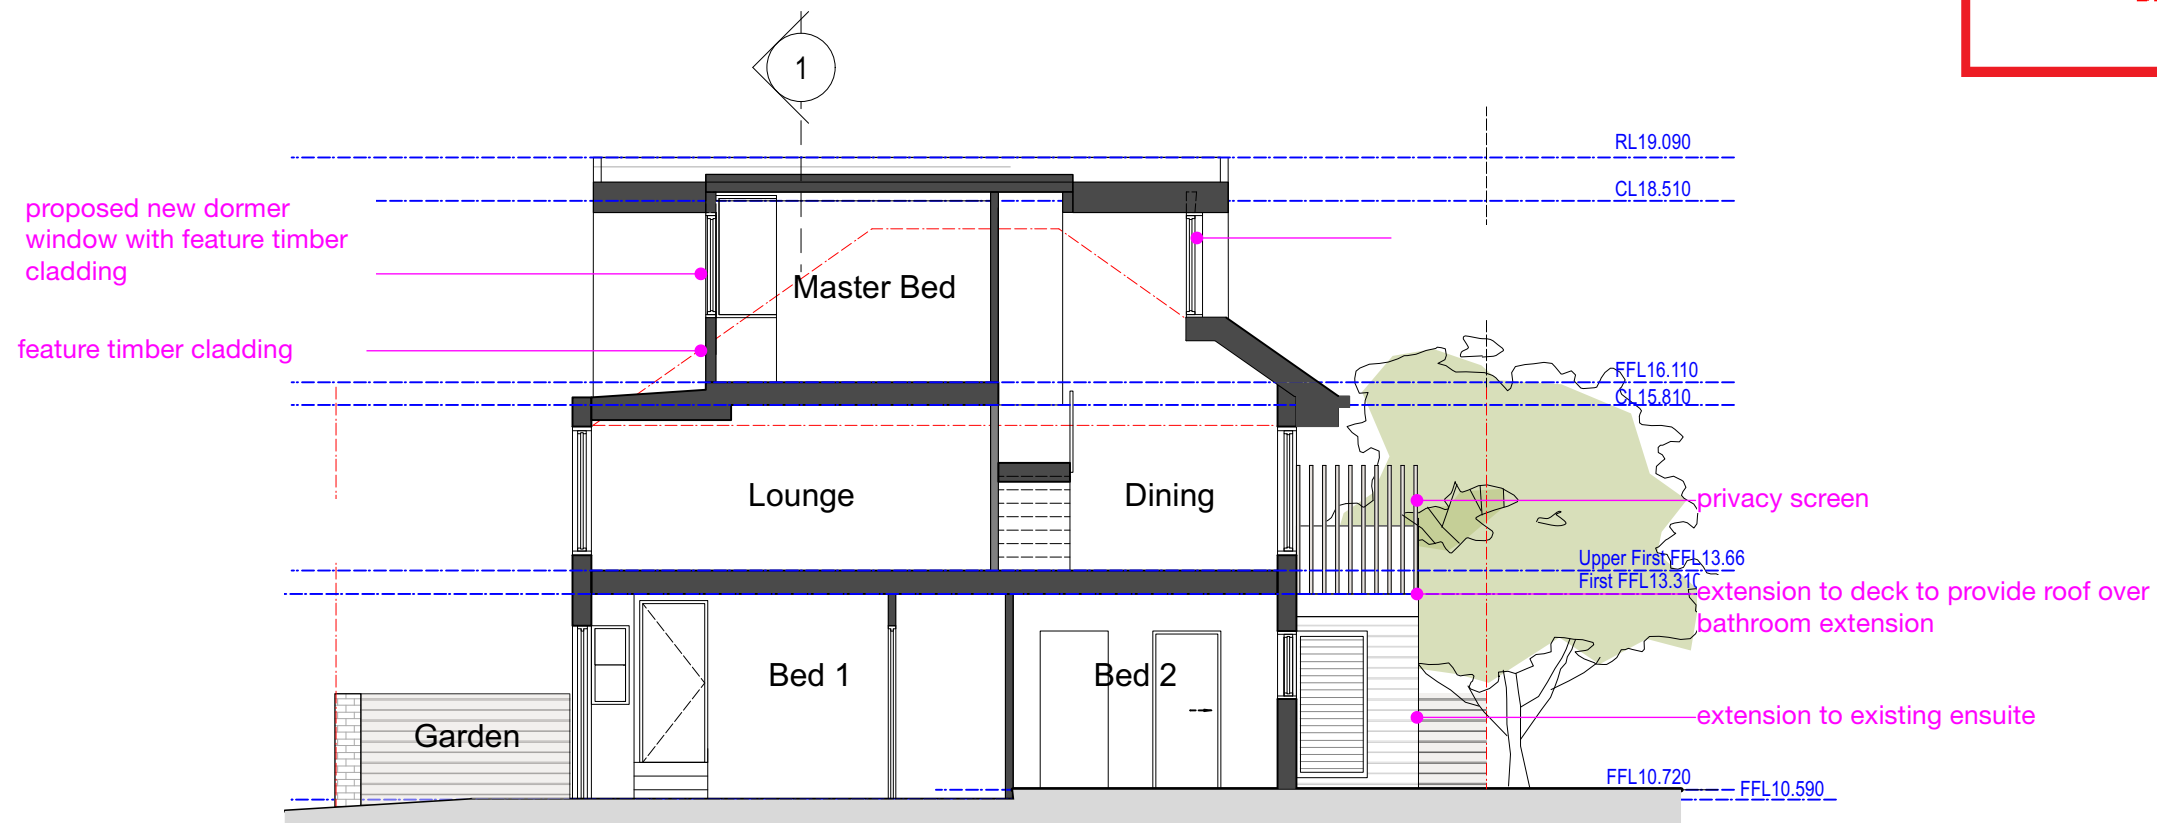 1
RL19.090
CL18.510
proposed new dormer
window with feature timber
cladding
Master Bed
feature timber cladding
FFL16.110
CL15.810
Lounge
Dining
privacy screen
Upper First FFL13.66
First FFL13.310
extension to deck to provide roof over
bathroom extension
Bed 1
Bed 2
extension to existing ensuite
Garden
FFL10.720
FFL10.590